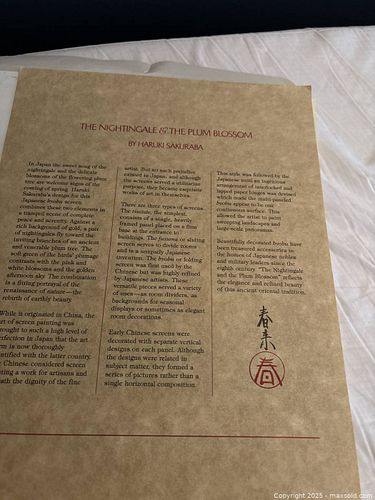 THE NIGHTINGALE & THE PLUM BLOSSOM
BY HARUKI SAKURABA
In Japan the sweet song of the
nightingale and the delicate
blossoms of the flowering plum
tree are welcome signs of the
coming of spring. Haruki
Sakuraba's design for this
Japanese byobu screen
combines these two elements in
a tranquil scene of complete
peace and serenity. Against a
rich background of gold, a pair
of nightingales fly toward the
inviting branches of an ancient
and venerable plum tree. The
soft green of the birds' plumage
contrasts with the pink and
white blossoms and the golden
afternoon sky. The combination
is a fitting portrayal of the
renaissance of nature—the
rebirth of earthly beauty
While it originated in China, the
art of screen painting was
brought to such a high level of
perfection in Japan that the art
form is now thoroughly
identified with the latter country.
The Chinese considered screen
painting a work for artisans and
beneath the dignity of the fine
artist. But no such prejudice
existed in Japan, and although
the screens served a utilitarian
purpose, they became exquisite
works of art in themselves.
There are three types of screens.
The tsuitate, the simplest,
consists of a single, heavily
framed panel placed on a fine
base at the entrance to
buildings. The fusuma or sliding
screen serves to divide rooms
and is a uniquely Japanese
invention. The byobu or folding
screen was first used by the
Chinese but was highly refined
by Japanese artists. These
versatile pieces served a variety
of uses—as room dividers, as
backgrounds for seasonal
displays or sometimes as elegant
room decorations.
Early Chinese screens were
decorated with separate vertical
designs on each panel. Although
the designs were related in
subject matter, they formed a
series of pictures rather than a
single horizontal composition.
This style was followed by the
Japanese until an ingenious
arrangement of interlocked and
lapped paper hinges was devised
which made the multi-paneled
byobu appear to be one
continuous surface. This
allowed the artist to paint
sweeping landscapes and
large-scale panoramas.
Beautifully decorated byobu have
been treasured accessories in
the homes of Japanese nobles
and military leaders since the
eighth century. "The Nightingale
and the Plum Blossom" reflects
the elegance and refined beauty
of this ancient oriental tradition.
春来
春
Copyright 2025 - maxsold.com